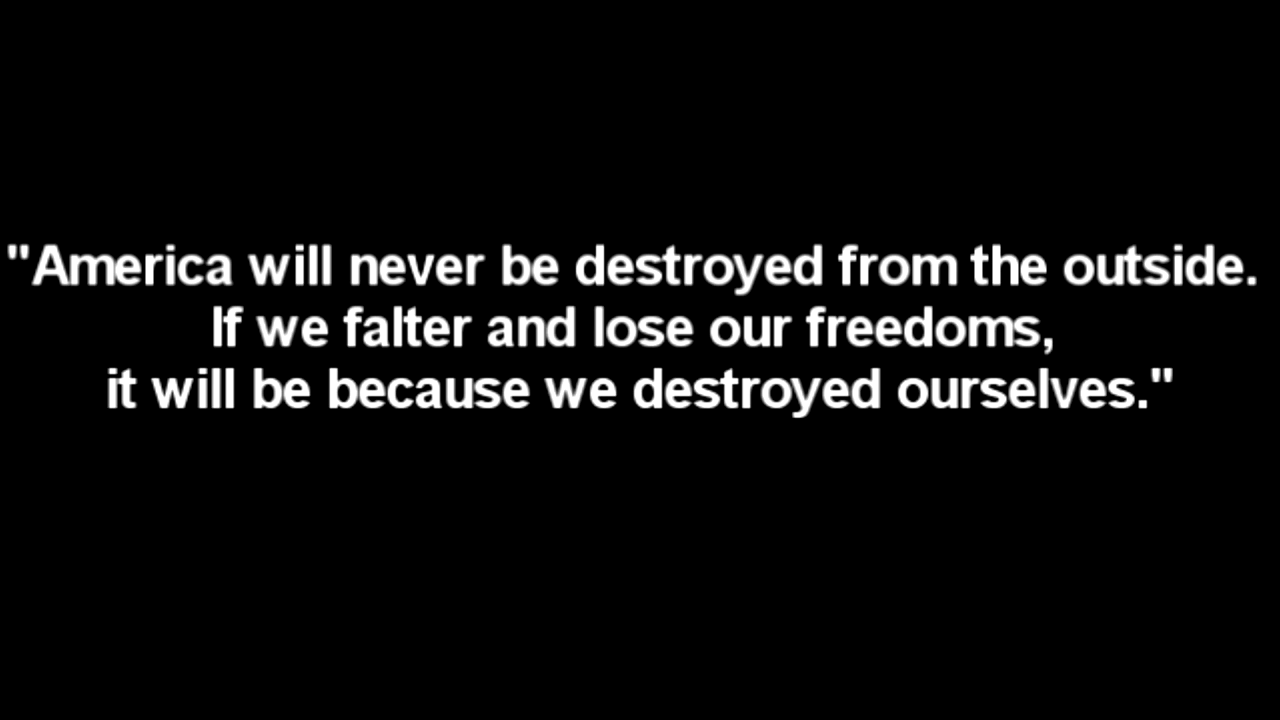 "America will never be destroyed from the outside.
If we falter and lose our freedoms,
it will be because we destroyed ourselves."